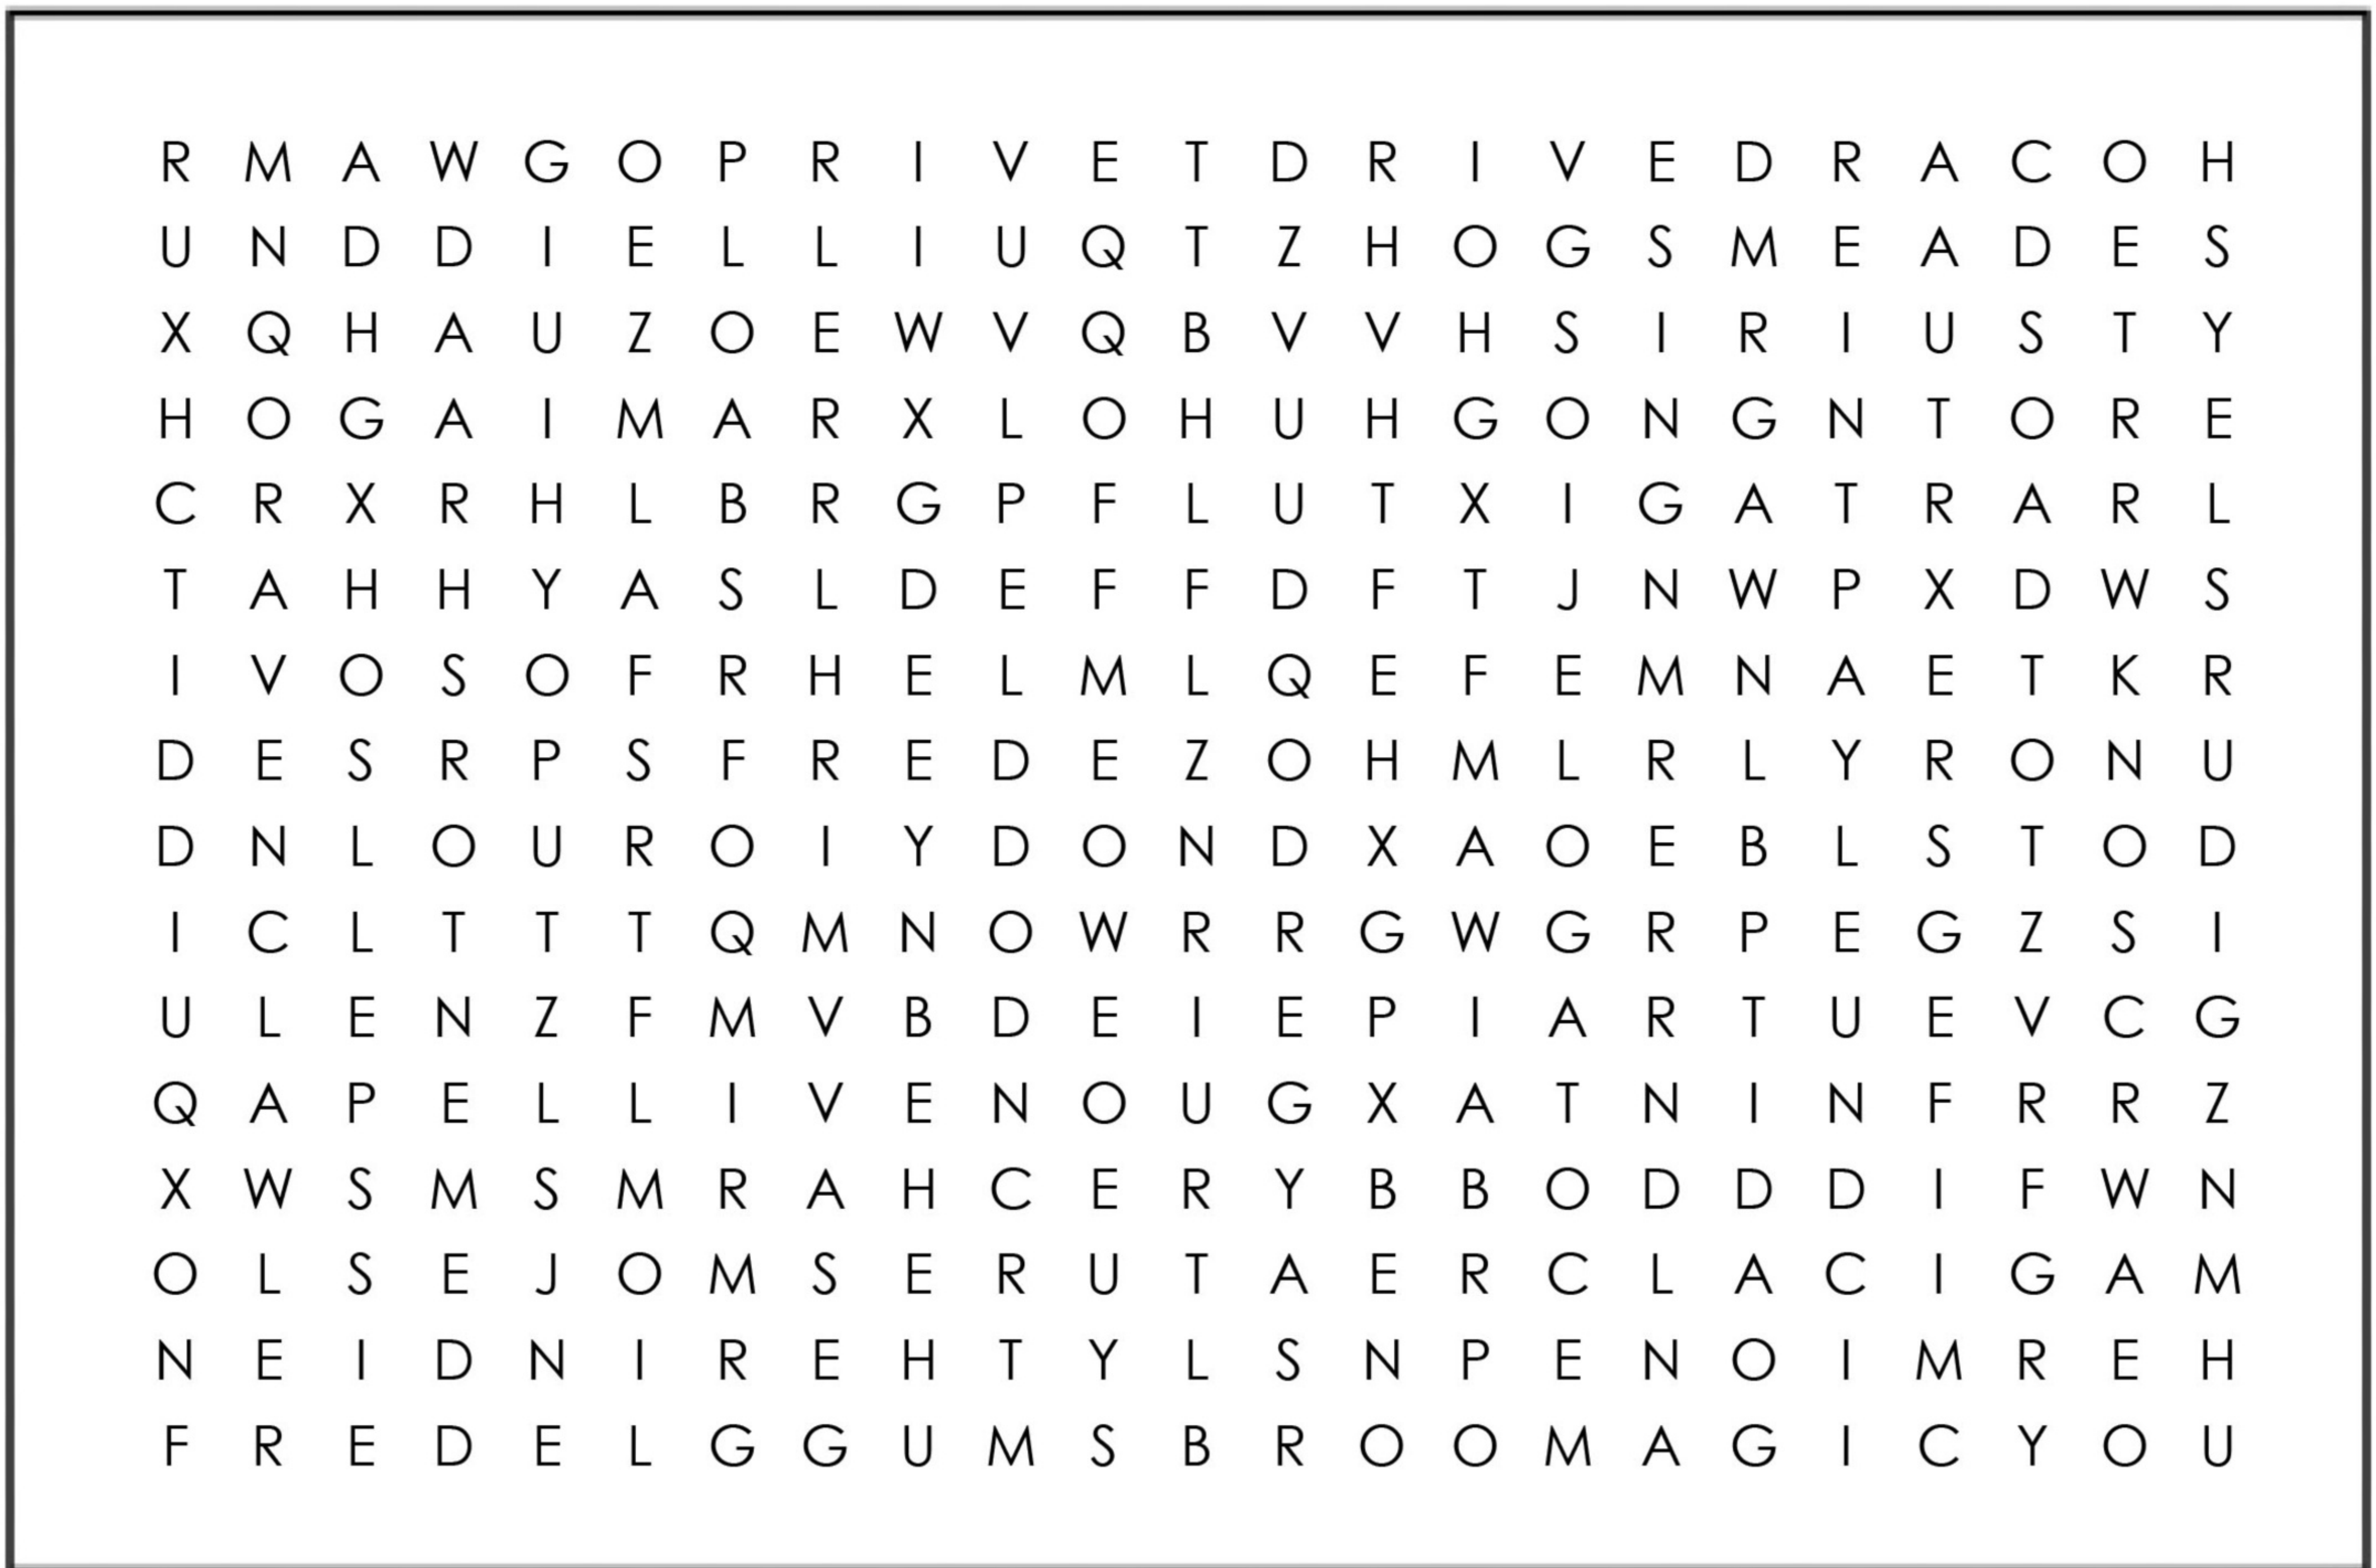 R M A W G O P R I V E T D R I V E D R A C O H
U N D D I E L L I U Q T Z H O G S M E A D E S
X Q H A U Z O E W V Q B V V H S I R I U S T Y
H O G A I M A R X L O H U H G O N G N T O R E
C R X R H L B R G P F L U T X I G A T R A R L
T A H H Y A S L D E F F D F T J N W P X D W S
I V O S O F R H E L M L Q E F E M N A E T K R
D E S R P S F R E D E Z O H M L R L Y R O N U
D N L O U R O I Y D O N D X A O E B L S T O D
I C L T T T Q M N O W R R G W G R P E G Z S I
U L E N Z F M V B D E I E P I A R T U E V C G
Q A P E L L I V E N O U G X A T N I N F R R Z
X W S M S M R A H C E R Y B B O D D D I F W N
O L S E J O M S E R U T A E R C L A C I G A M
N E I D N I R E H T Y L S N P E N O I M R E H
F R E D E L G G U M S B R O O M A G I C Y O U